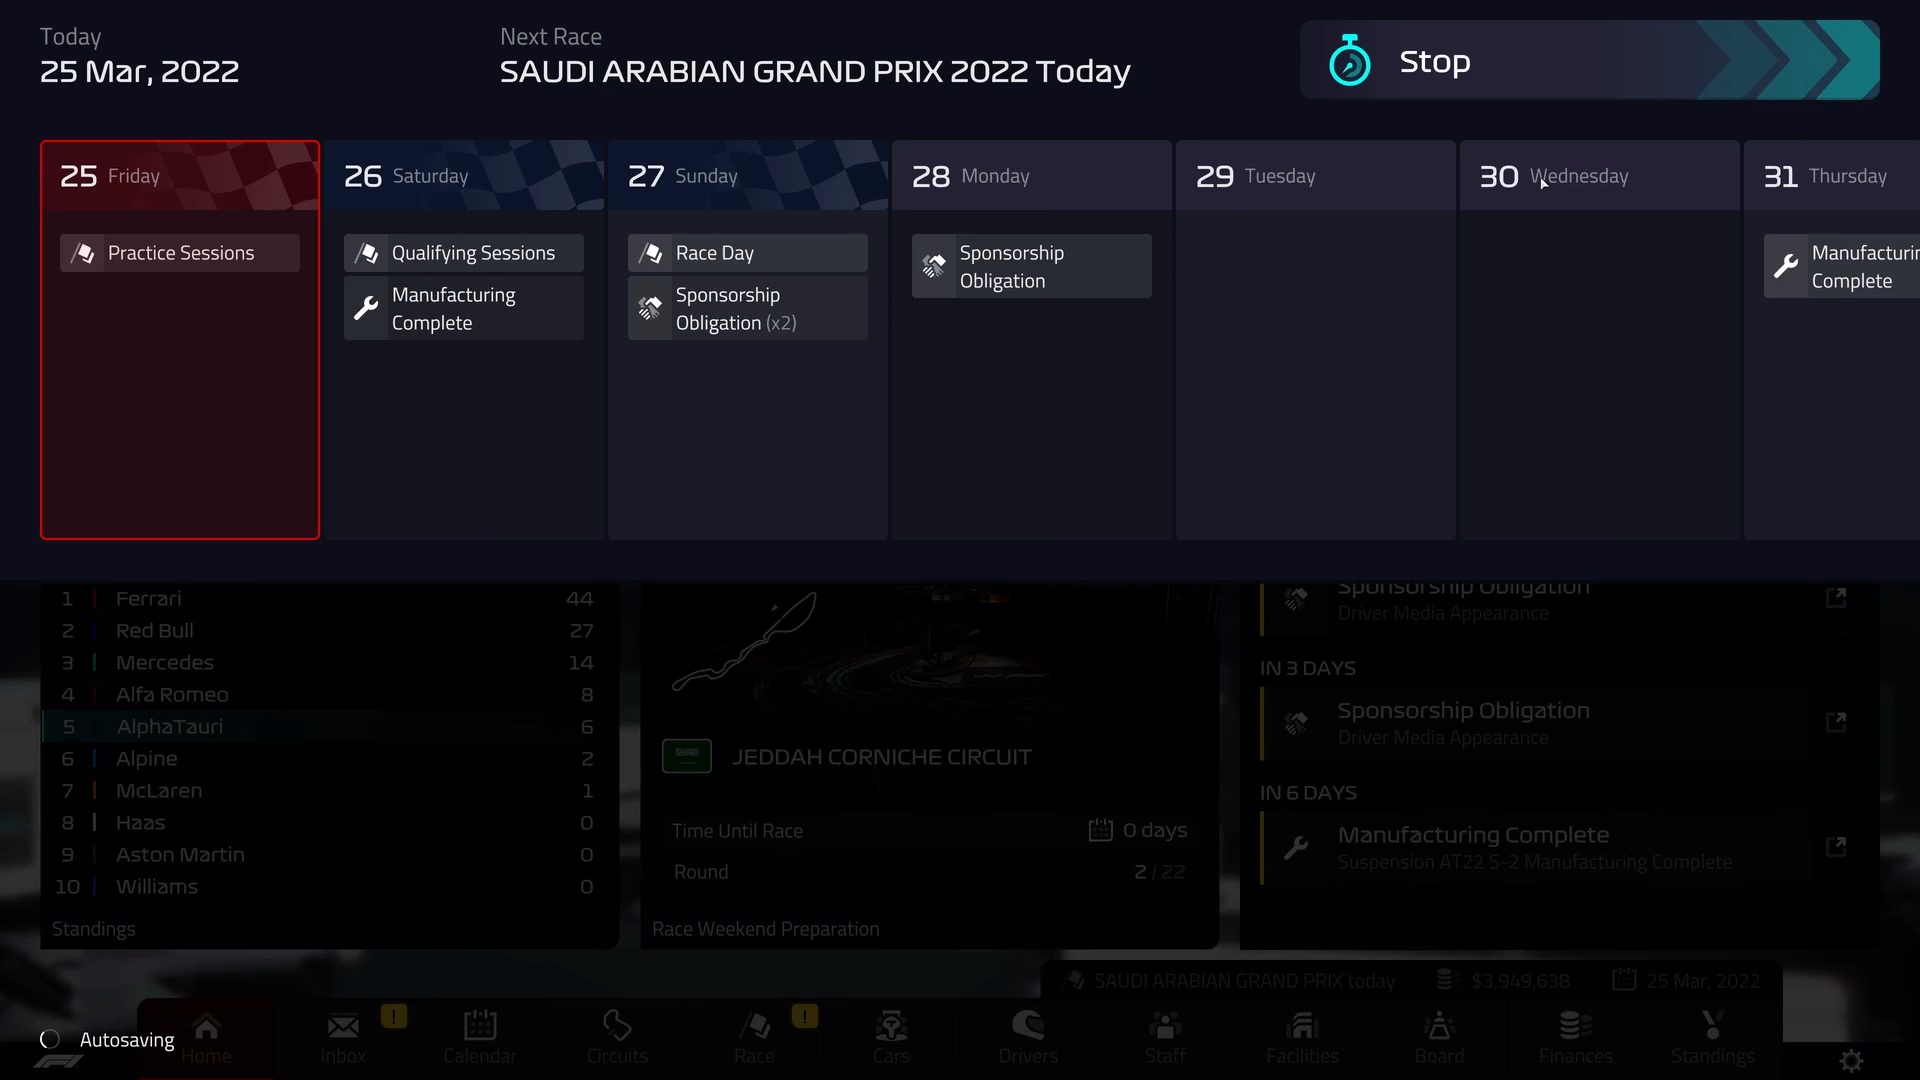 Today
25 Mar, 2022
Next Race
SAUDI ARABIAN GRAND PRIX 2022 Today
Stop
25 Friday
Practice Sessions
26 Saturday
Qualifying Sessions
Manufacturing
Complete
27 Sunday
Race Day
Sponsorship
Obligation (x2)
28 Monday
Sponsorship
Obligation
29 Tuesday
30 Wednesday
31 Thursday
Manufacturin
Complete
1 Ferrari 44
2 Red Bull 27
3 Mercedes 14
4 Alfa Romeo 8
5 AlphaTauri 6
6 Alpine 2
7 McLaren 1
8 Haas 0
9 Aston Martin 0
10 Williams 0
Standings
JEDDAH CORNICHE CIRCUIT
Time Until Race 0 days
Round 2 / 22
Race Weekend Preparation
Sponsorship Obligation
Driver Media Appearance
IN 3 DAYS
Sponsorship Obligation
Driver Media Appearance
IN 6 DAYS
Manufacturing Complete
Suspension AT22 S-2 Manufacturing Complete
SAUDI ARABIAN GRAND PRIX today $3,949,638 25 Mar, 2022
Autosaving
Home
Inbox
!
Calendar
Circuits
Race
!
Cars
Drivers
Staff
Facilities
Board
Finances
Standings